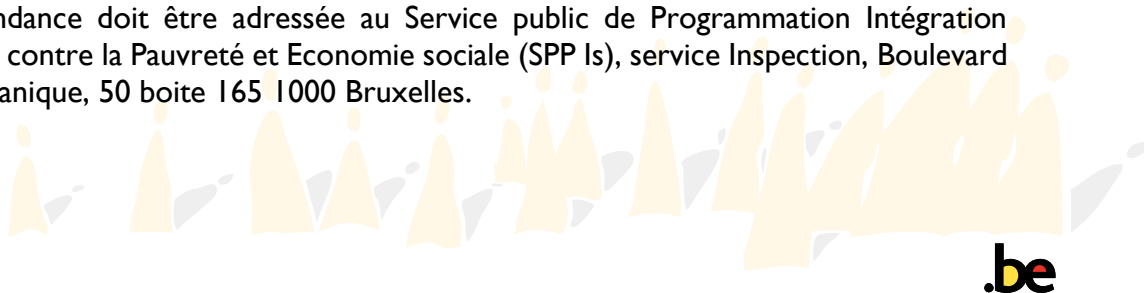 ndance doit être adressée au Service public de Programmation Intégration
contre la Pauvreté et Economie sociale (SPP Is), service Inspection, Boulevard
anique, 50 boite 165 1000 Bruxelles.
.be